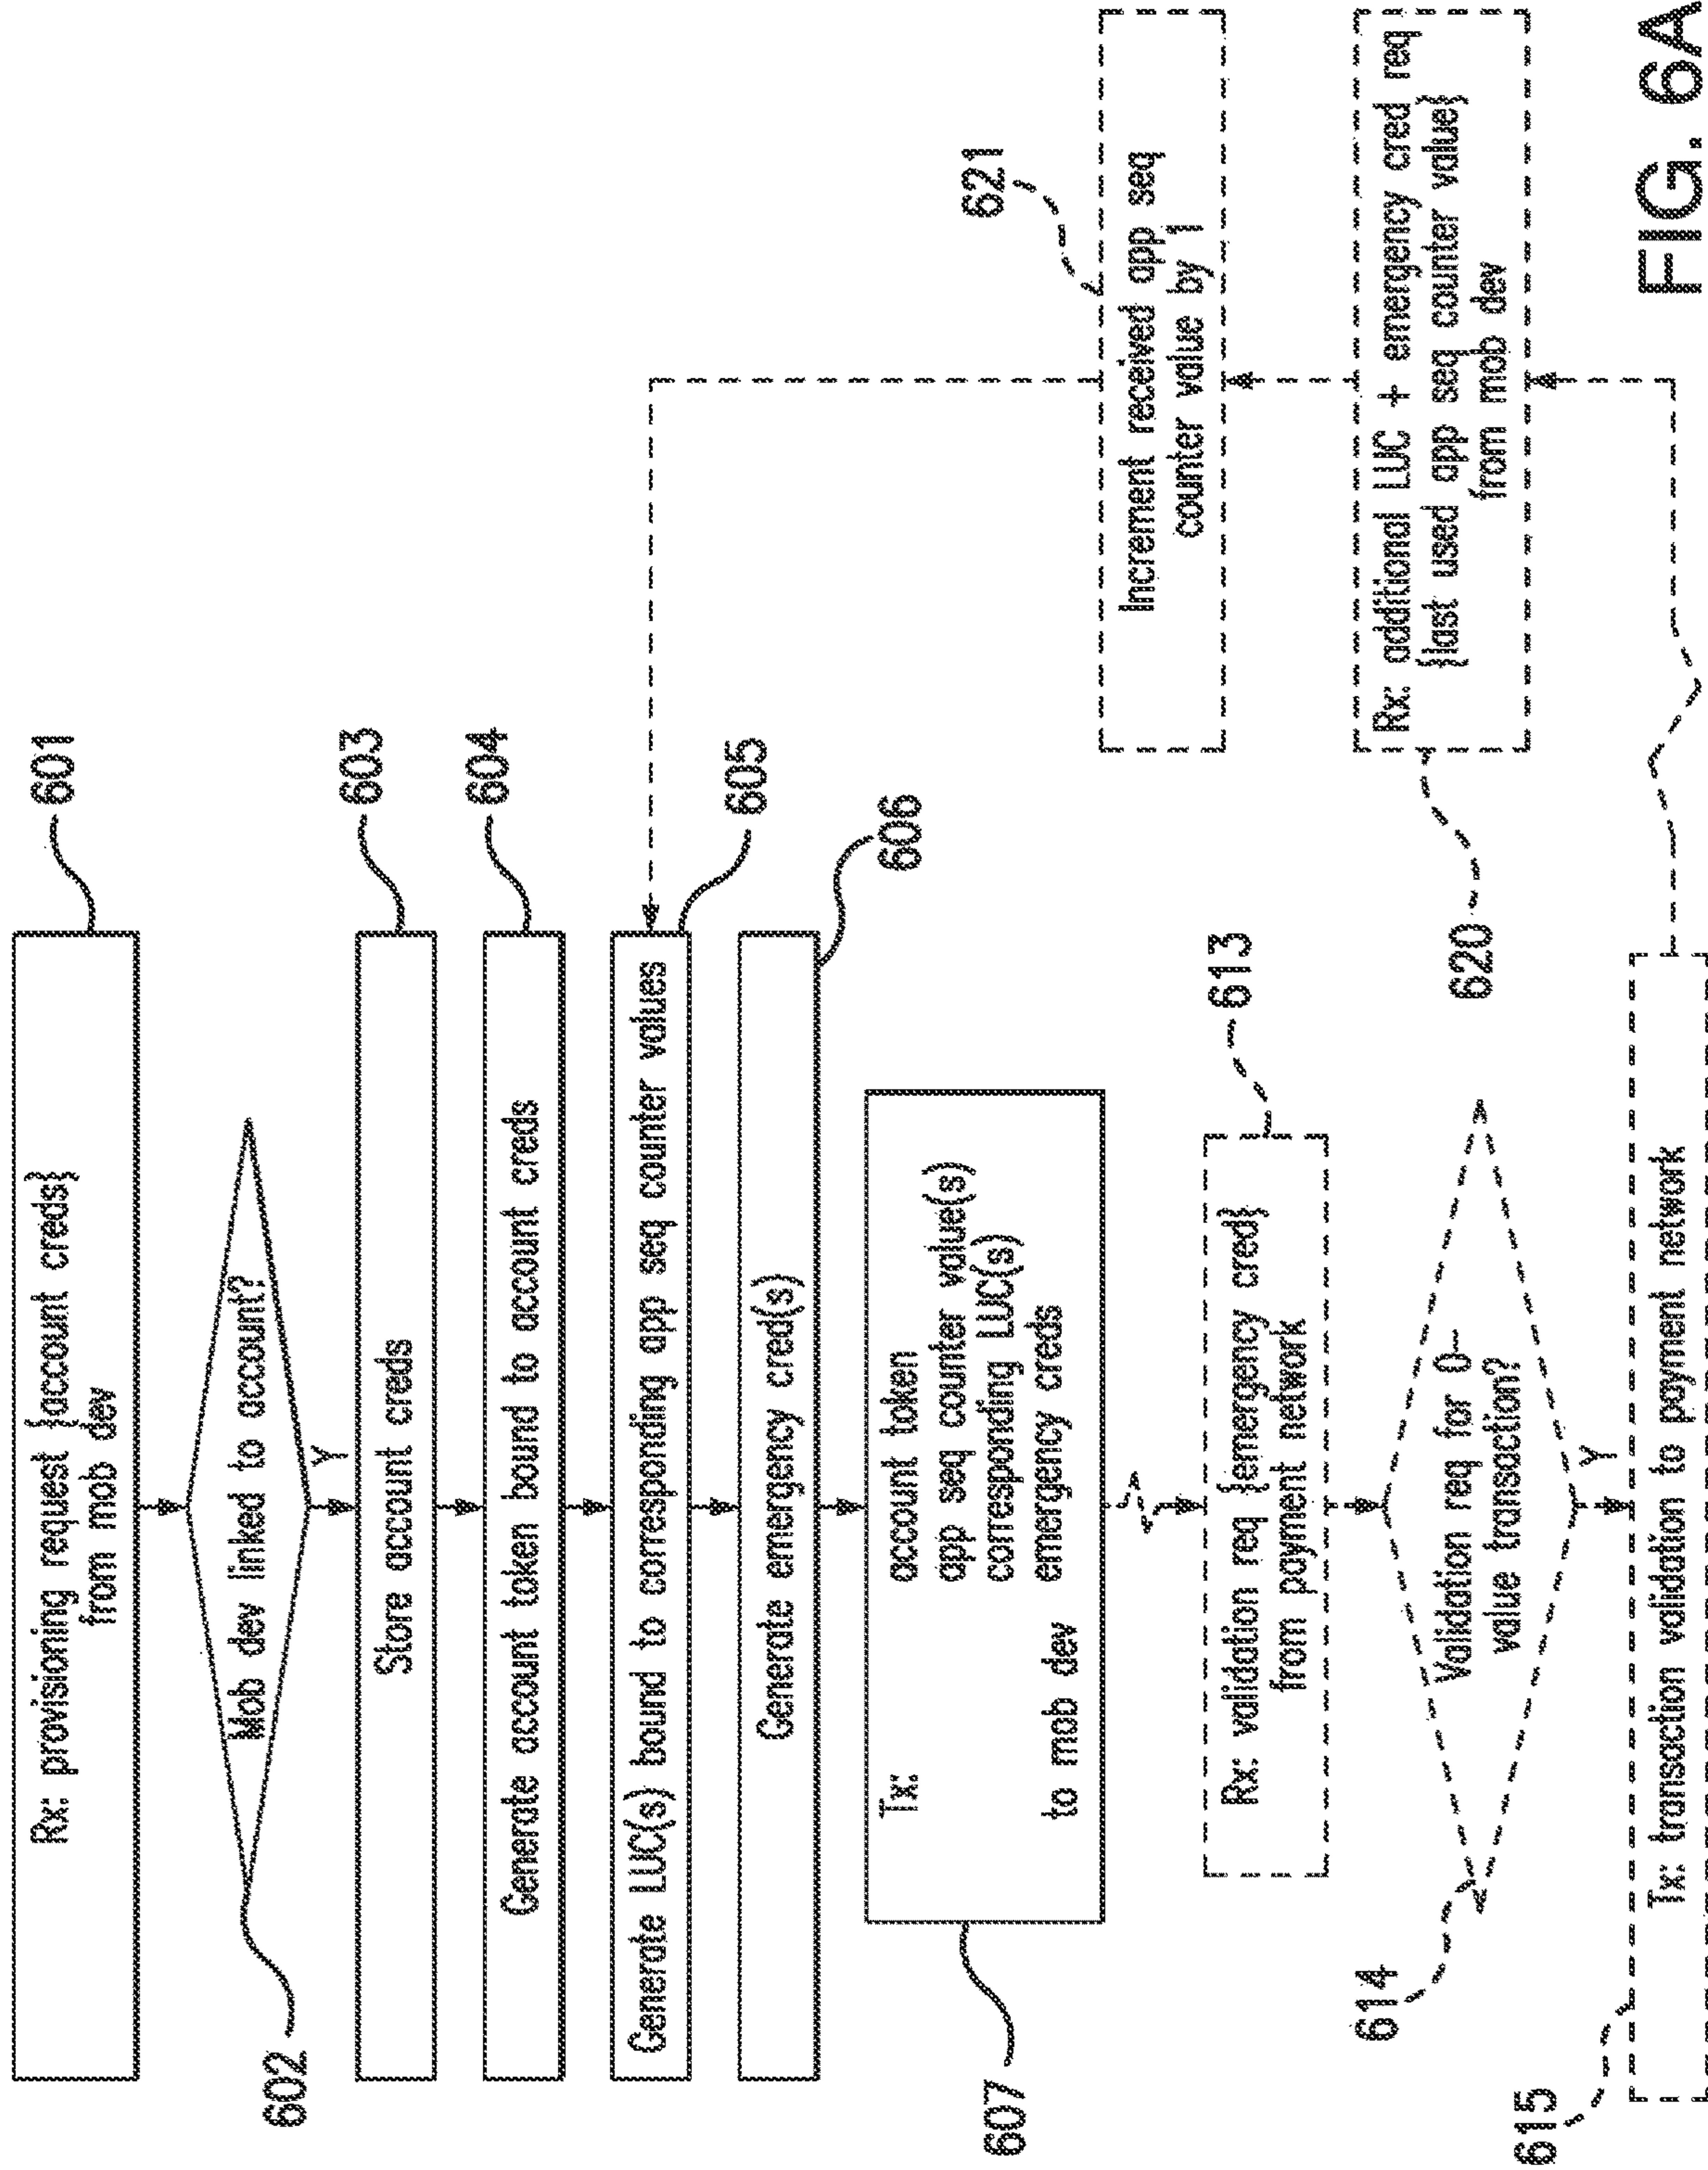 601
Rx: provisioning request {account creds}
from mob dev
602
Mob dev linked to account?
Y
603
Store account creds
604
Generate account token bound to account creds
605
Generate LUC(s) bound to corresponding app seq counter values
606
Generate emergency cred(s)
607
Tx:
account token
app seq counter value(s)
corresponding LUC(s)
emergency creds
to mob dev
613
Rx: validation req {emergency cred}
from payment network
614
Validation req for 0-
value transaction?
Y
615
Tx: transaction validation to payment network
620
Rx: additional LUC + emergency cred req
{last used app seq counter value}
from mob dev
621
Increment received app seq
counter value by 1
FIG. 6A